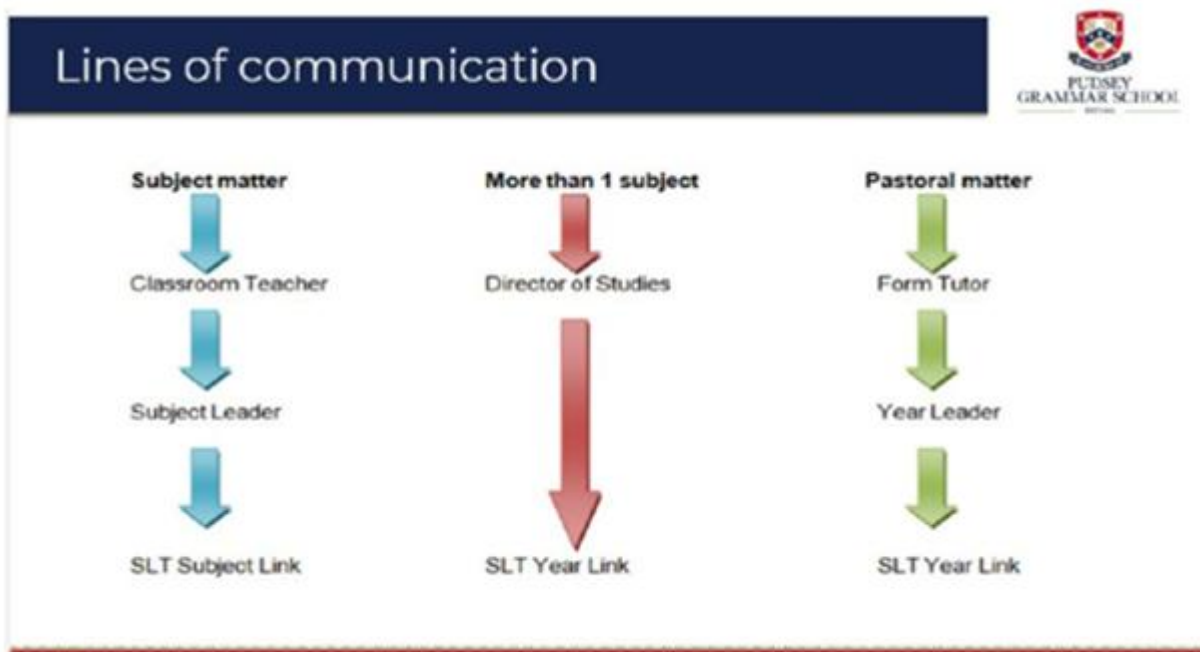 Lines of communication
PUDSEY
GRAMMAR SCHOOL
Subject matter
Classroom Teacher
Subject Leader
SLT Subject Link
More than 1 subject
Director of Studies
SLT Year Link
Pastoral matter
Form Tutor
Year Leader
SLT Year Link